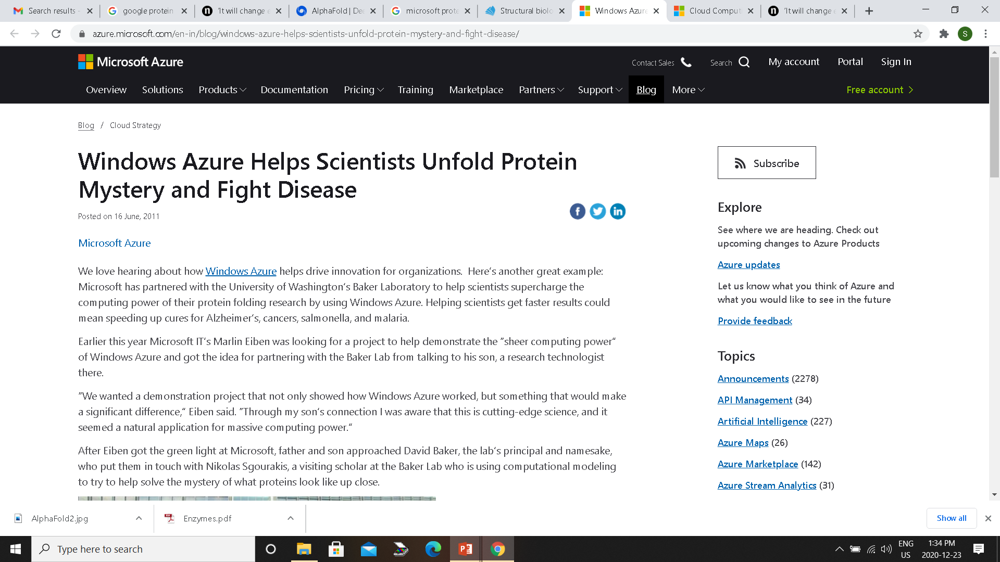 Search results -
google protein
'It will change e
AlphaFold | Dee
microsoft prote
Structural biolo
Windows Azure
Cloud Computi
'It will change e
azure.microsoft.com/en-in/blog/windows-azure-helps-scientists-unfold-protein-mystery-and-fight-disease/
S
Microsoft Azure
Contact Sales
Search
My account
Portal
Sign In
Overview
Solutions
Products
Documentation
Pricing
Training
Marketplace
Partners
Support
Blog
More
Free account
Blog / Cloud Strategy
Windows Azure Helps Scientists Unfold Protein
Mystery and Fight Disease
Posted on 16 June, 2011
Microsoft Azure
We love hearing about how Windows Azure helps drive innovation for organizations.  Here's another great example:
Microsoft has partnered with the University of Washington's Baker Laboratory to help scientists supercharge the
computing power of their protein folding research by using Windows Azure. Helping scientists get faster results could
mean speeding up cures for Alzheimer's, cancers, salmonella, and malaria.
Earlier this year Microsoft IT's Marlin Eiben was looking for a project to help demonstrate the "sheer computing power"
of Windows Azure and got the idea for partnering with the Baker Lab from talking to his son, a research technologist
there.
"We wanted a demonstration project that not only showed how Windows Azure worked, but something that would make
a significant difference," Eiben said. "Through my son's connection I was aware that this is cutting-edge science, and it
seemed a natural application for massive computing power."
After Eiben got the green light at Microsoft, father and son approached David Baker, the lab's principal and namesake,
who put them in touch with Nikolas Sgourakis, a visiting scholar at the Baker Lab who is using computational modeling
to try to help solve the mystery of what proteins look like up close.
Subscribe
Explore
See where we are heading. Check out
upcoming changes to Azure Products
Azure updates
Let us know what you think of Azure and
what you would like to see in the future
Provide feedback
Topics
Announcements (2278)
API Management (34)
Artificial Intelligence (227)
Azure Maps (26)
Azure Marketplace (142)
Azure Stream Analytics (31)
AlphaFold2.jpg
Enzymes.pdf
Show all
Type here to search
ENG
US
1:34 PM
2020-12-23